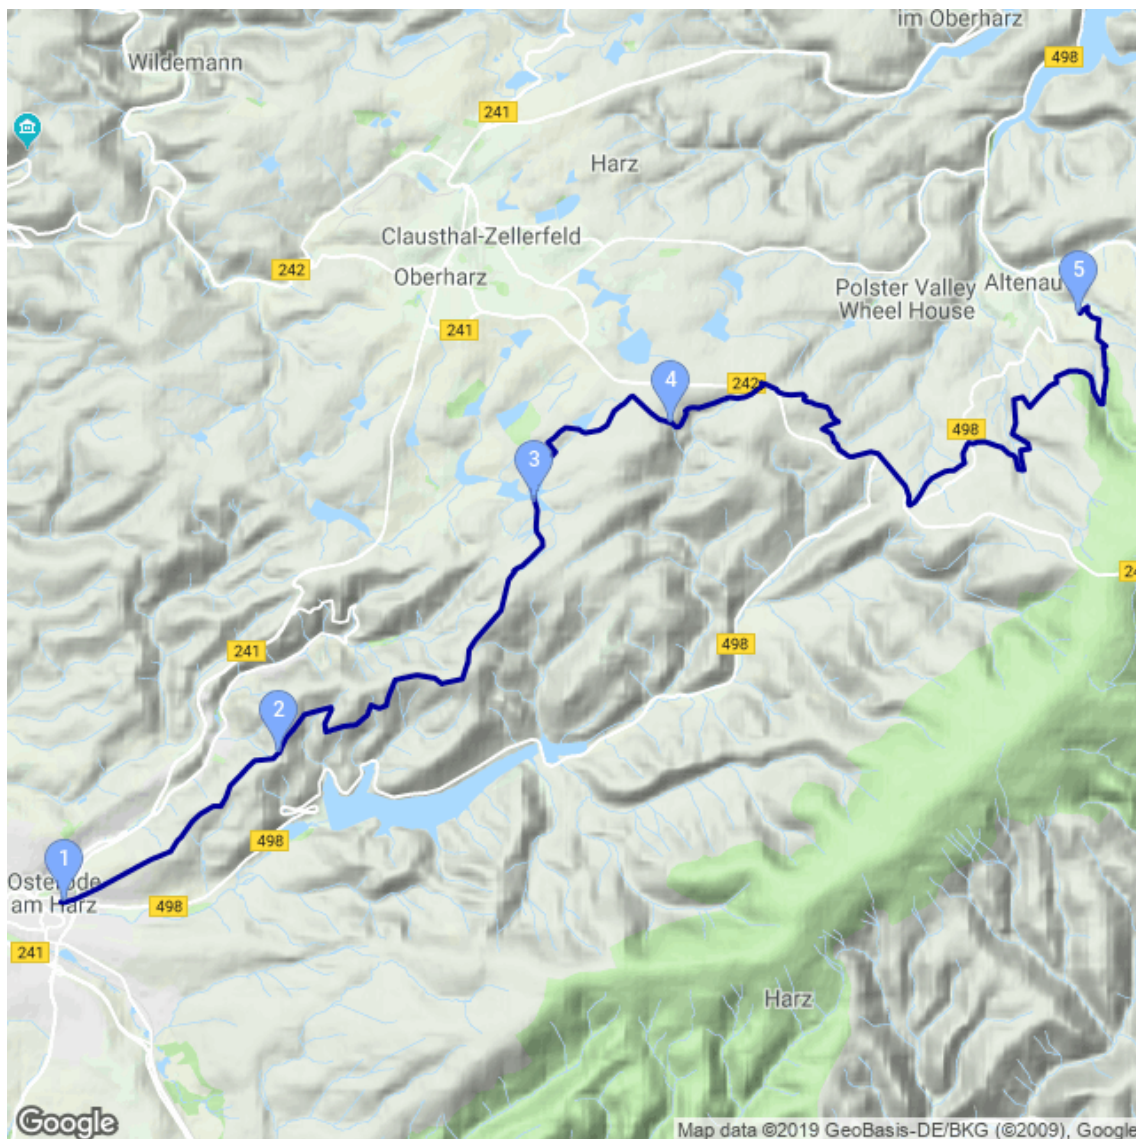 im Oberharz
Wildemann
498
241
Harz
Clausthal-Zellerfeld
242
Oberharz
Polster Valley
Wheel House
Altenau
5
241
4
242
498
3
24
241
498
2
498
1
Osterode
am Harz
498
241
Harz
Google
Map data ©2019 GeoBasis-DE/BKG (©2009), Google